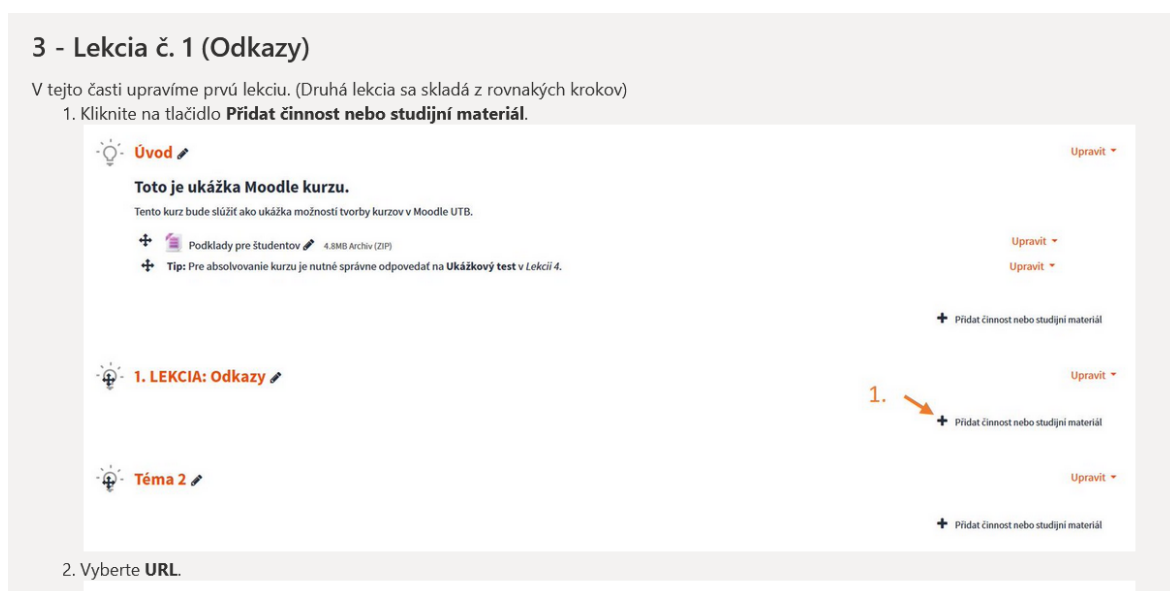 3 - Lekcia č. 1 (Odkazy)
V tejto časti upravíme prvú lekciu. (Druhá lekcia sa skladá z rovnakých krokov)
1. Kliknite na tlačidlo Přidat činnost nebo studijní materiál.
Úvod Upravit
Toto je ukážka Moodle kurzu.
Tento kurz bude slúžiť ako ukážka možností tvorby kurzov v Moodle UTB.
Podklady pre študentov 4.8MB Archiv (ZIP) Upravit
Tip: Pre absolvovanie kurzu je nutné správne odpovedať na Ukážkový test v Lekcii 4. Upravit
Přidat činnost nebo studijní materiál
1. LEKCIA: Odkazy Upravit
1.
Přidat činnost nebo studijní materiál
Téma 2 Upravit
Přidat činnost nebo studijní materiál
2. Vyberte URL.